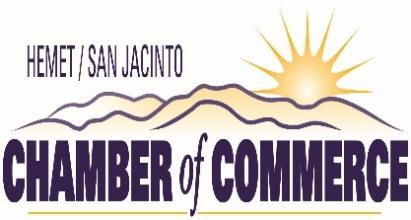 HEMET / SAN JACINTO
CHAMBER of COMMERCE